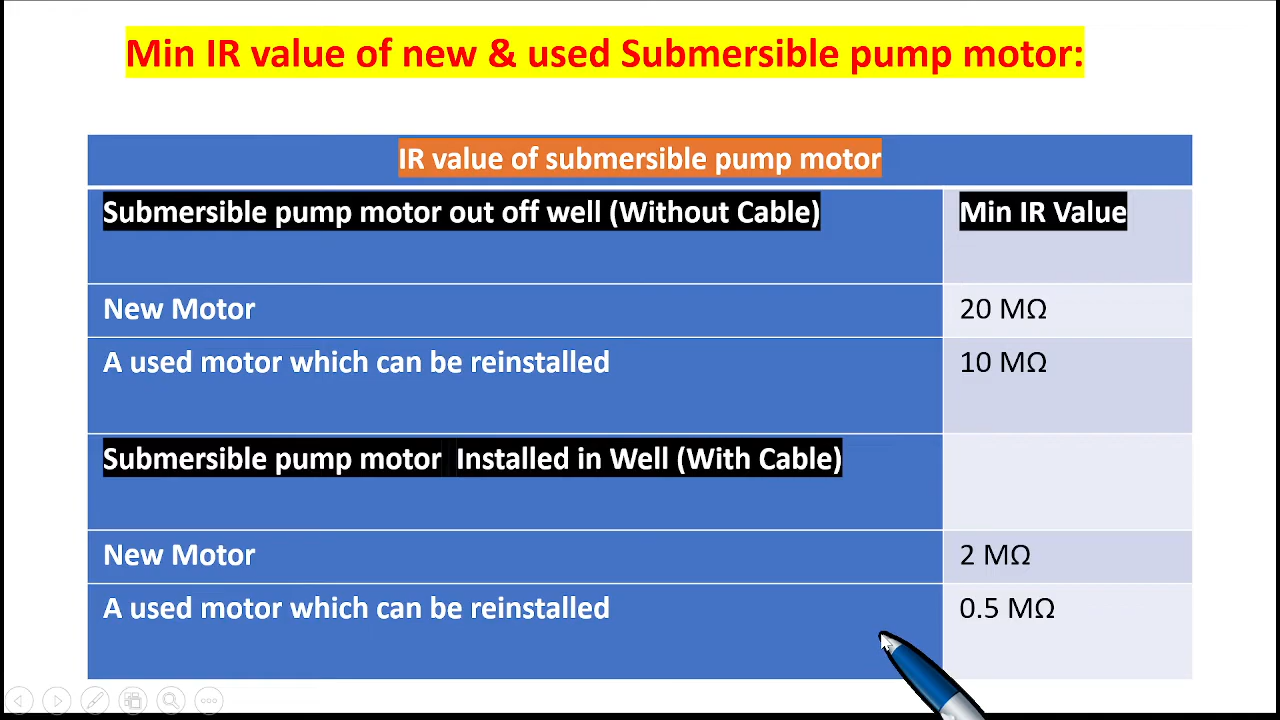 Min IR value of new & used Submersible pump motor:
IR value of submersible pump motor
Submersible pump motor out off well (Without Cable) Min IR Value
New Motor 20 MΩ
A used motor which can be reinstalled 10 MΩ
Submersible pump motor Installed in Well (With Cable)
New Motor 2 MΩ
A used motor which can be reinstalled 0.5 MΩ